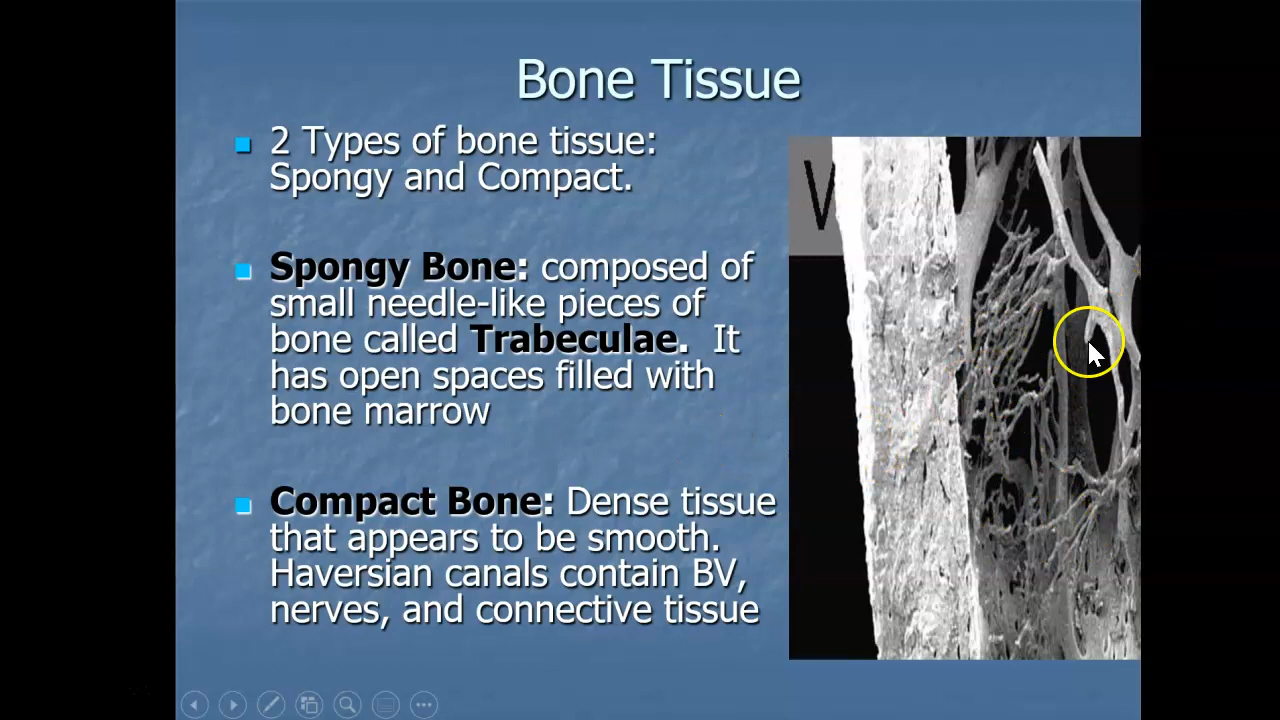 Bone Tissue
2 Types of bone tissue:
Spongy and Compact.
Spongy Bone: composed of
small needle-like pieces of
bone called Trabeculae. It
has open spaces filled with
bone marrow
Compact Bone: Dense tissue
that appears to be smooth.
Haversian canals contain BV,
nerves, and connective tissue
V